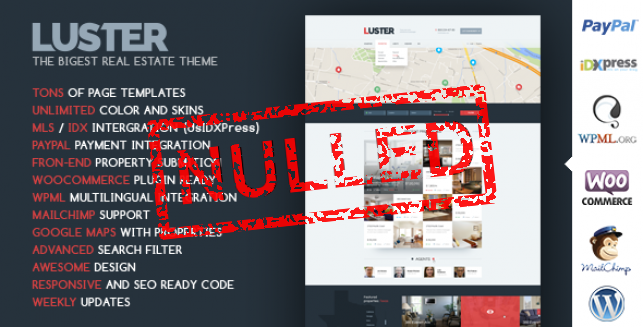 LUSTER
THE BIGEST REAL ESTATE THEME
TONS OF PAGE TEMPLATES
UNLIMITED COLOR AND SKINS
MLS / IDX INTERGRATION (UsIDXPress)
PAYPAL PAYMENT INTEGRATION
FRON-END PROPERTY SUBMITION
WOOCOMMERCE PLUGIN READY
WPML MULTILINGUAL INTEGRATION
MAILCHIMP SUPPORT
GOOGLE MAPS WITH PROPERTIES
ADVANCED SEARCH FILTER
AWESOME DESIGN
RESPONSIVE AND SEO READY CODE
WEEKLY UPDATES
NULLED
LUSTER
PayPal
iDXpress
WPML.ORG
WOO
COMMERCE
MailChimp